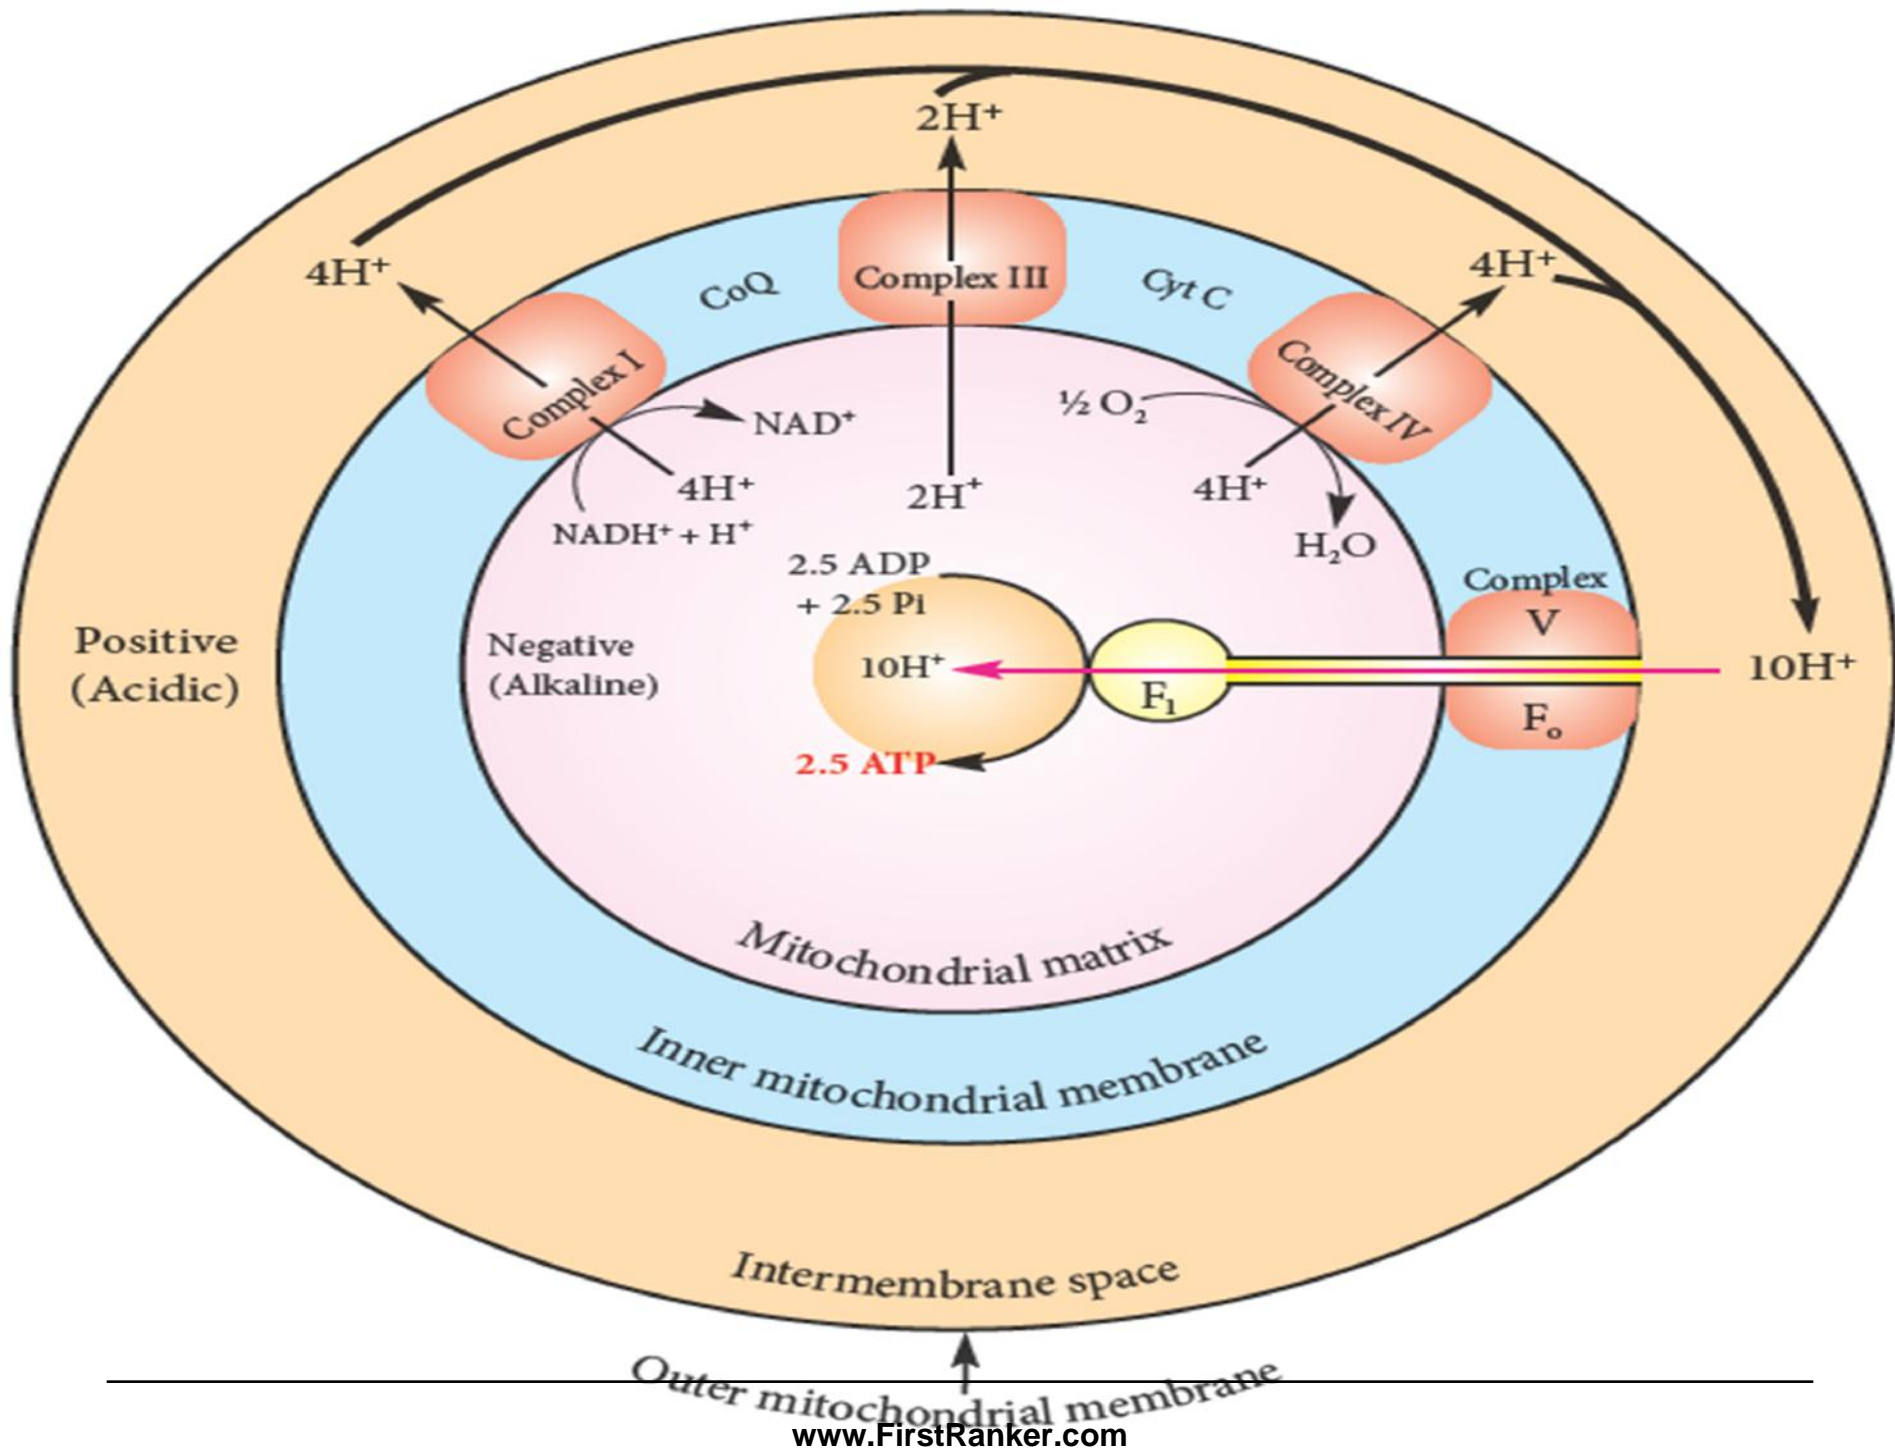 2H⁺
4H⁺
4H⁺
CoQ
Complex III
Cyt C
Complex I
Complex IV
NAD⁺
½ O₂
4H⁺
2H⁺
4H⁺
NADH⁺ + H⁺
H₂O
2.5 ADP
+ 2.5 Pi
Complex
V
Positive
(Acidic)
Negative
(Alkaline)
10H⁺
F₁
10H⁺
F₀
2.5 ATP
Mitochondrial matrix
Inner mitochondrial membrane
Intermembrane space
Outer mitochondrial membrane
www.FirstRanker.com